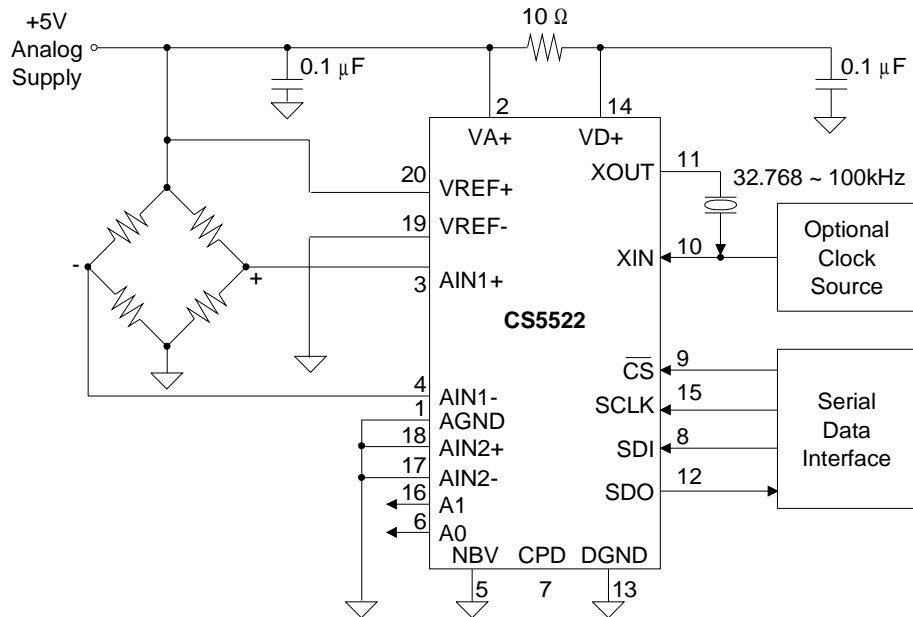 +5V
Analog
Supply
10 Ω
0.1 μF
0.1 μF
2
14
VA+
VD+
20
VREF+
19
VREF-
-
+
3
AIN1+
XOUT
11
32.768 ~ 100kHz
XIN
10
Optional
Clock
Source
CS5522
4
AIN1-
1
AGND
18
AIN2+
17
AIN2-
16
A1
6
A0
C̅S̅
9
SCLK
15
SDI
8
SDO
12
Serial
Data
Interface
NBV
CPD
DGND
5
7
13